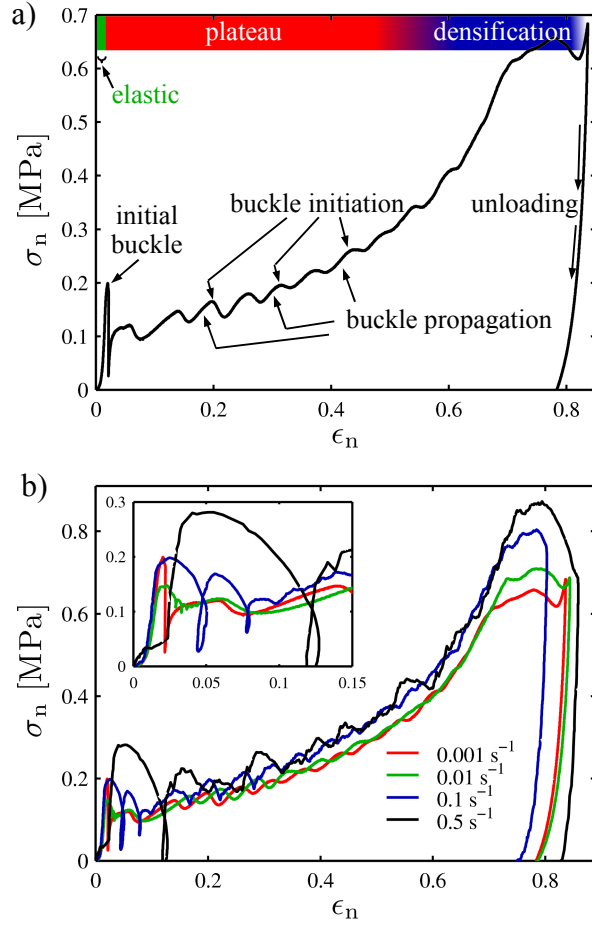 a)
plateau
densification
elastic
initial
buckle
buckle initiation
unloading
buckle propagation
σn [MPa]
0.7
0.6
0.5
0.4
0.3
0.2
0.1
0
0
0.2
0.4
0.6
0.8
ϵn
b)
σn [MPa]
0.8
0.6
0.4
0.2
0
0.3
0.2
0.1
0
0
0.05
0.1
0.15
0.001 s⁻¹
0.01 s⁻¹
0.1 s⁻¹
0.5 s⁻¹
0
0.2
0.4
0.6
0.8
ϵn